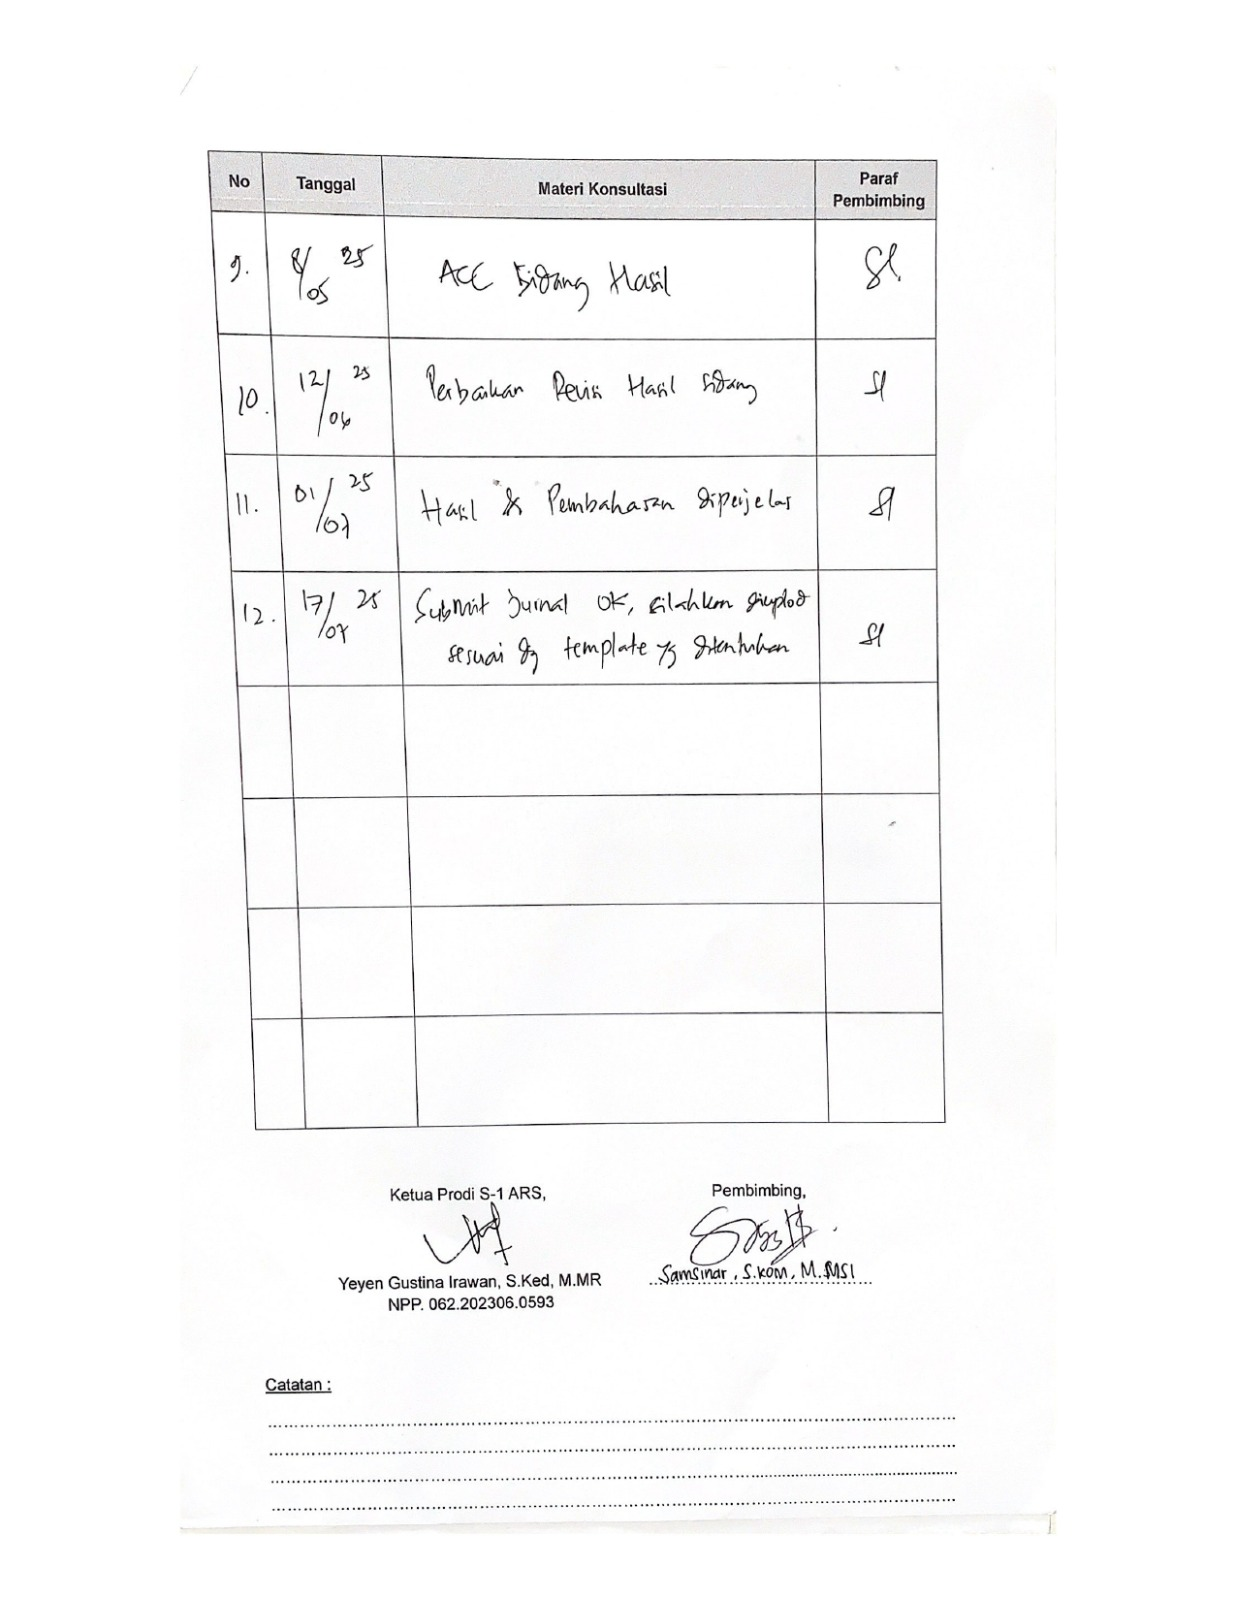 No Tanggal Materi Konsultasi Paraf Pembimbing
9. 8/05 25 ACC Sidang Hasil
10. 12/06 25 Perbaikan Revisi Hasil Sidang
11. 01/07 25 Hasil & Pembahasan diperjelas
12. 17/07 25 Submit Jurnal OK, silahkan diuplod
sesuai dg template yg ditentukan
Ketua Prodi S-1 ARS, Pembimbing,
Yeyen Gustina Irawan, S.Ked, M.MR Samsinar, S.Kom, M.MSI
NPP. 062.202306.0593
Catatan :